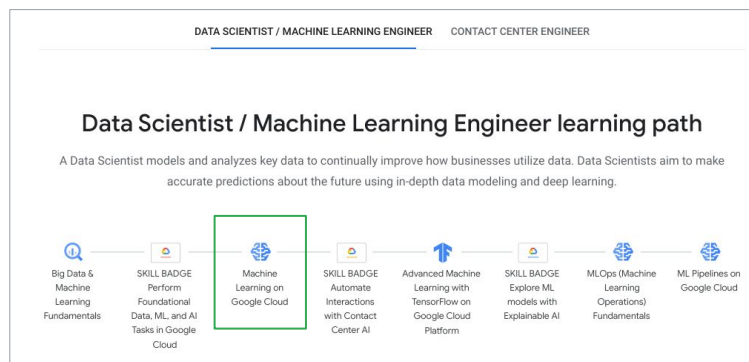 DATA SCIENTIST / MACHINE LEARNING ENGINEER
CONTACT CENTER ENGINEER
Data Scientist / Machine Learning Engineer learning path
A Data Scientist models and analyzes key data to continually improve how businesses utilize data. Data Scientists aim to make
accurate predictions about the future using in-depth data modeling and deep learning.
Big Data &
Machine
Learning
Fundamentals
SKILL BADGE
Perform
Foundational
Data, ML, and AI
Tasks in Google
Cloud
Machine
Learning on
Google Cloud
SKILL BADGE
Automate
Interactions
with Contact
Center AI
Advanced Machine
Learning with
TensorFlow on
Google Cloud
Platform
SKILL BADGE
Explore ML
models with
Explainable AI
MLOps (Machine
Learning
Operations)
Fundamentals
ML Pipelines on
Google Cloud